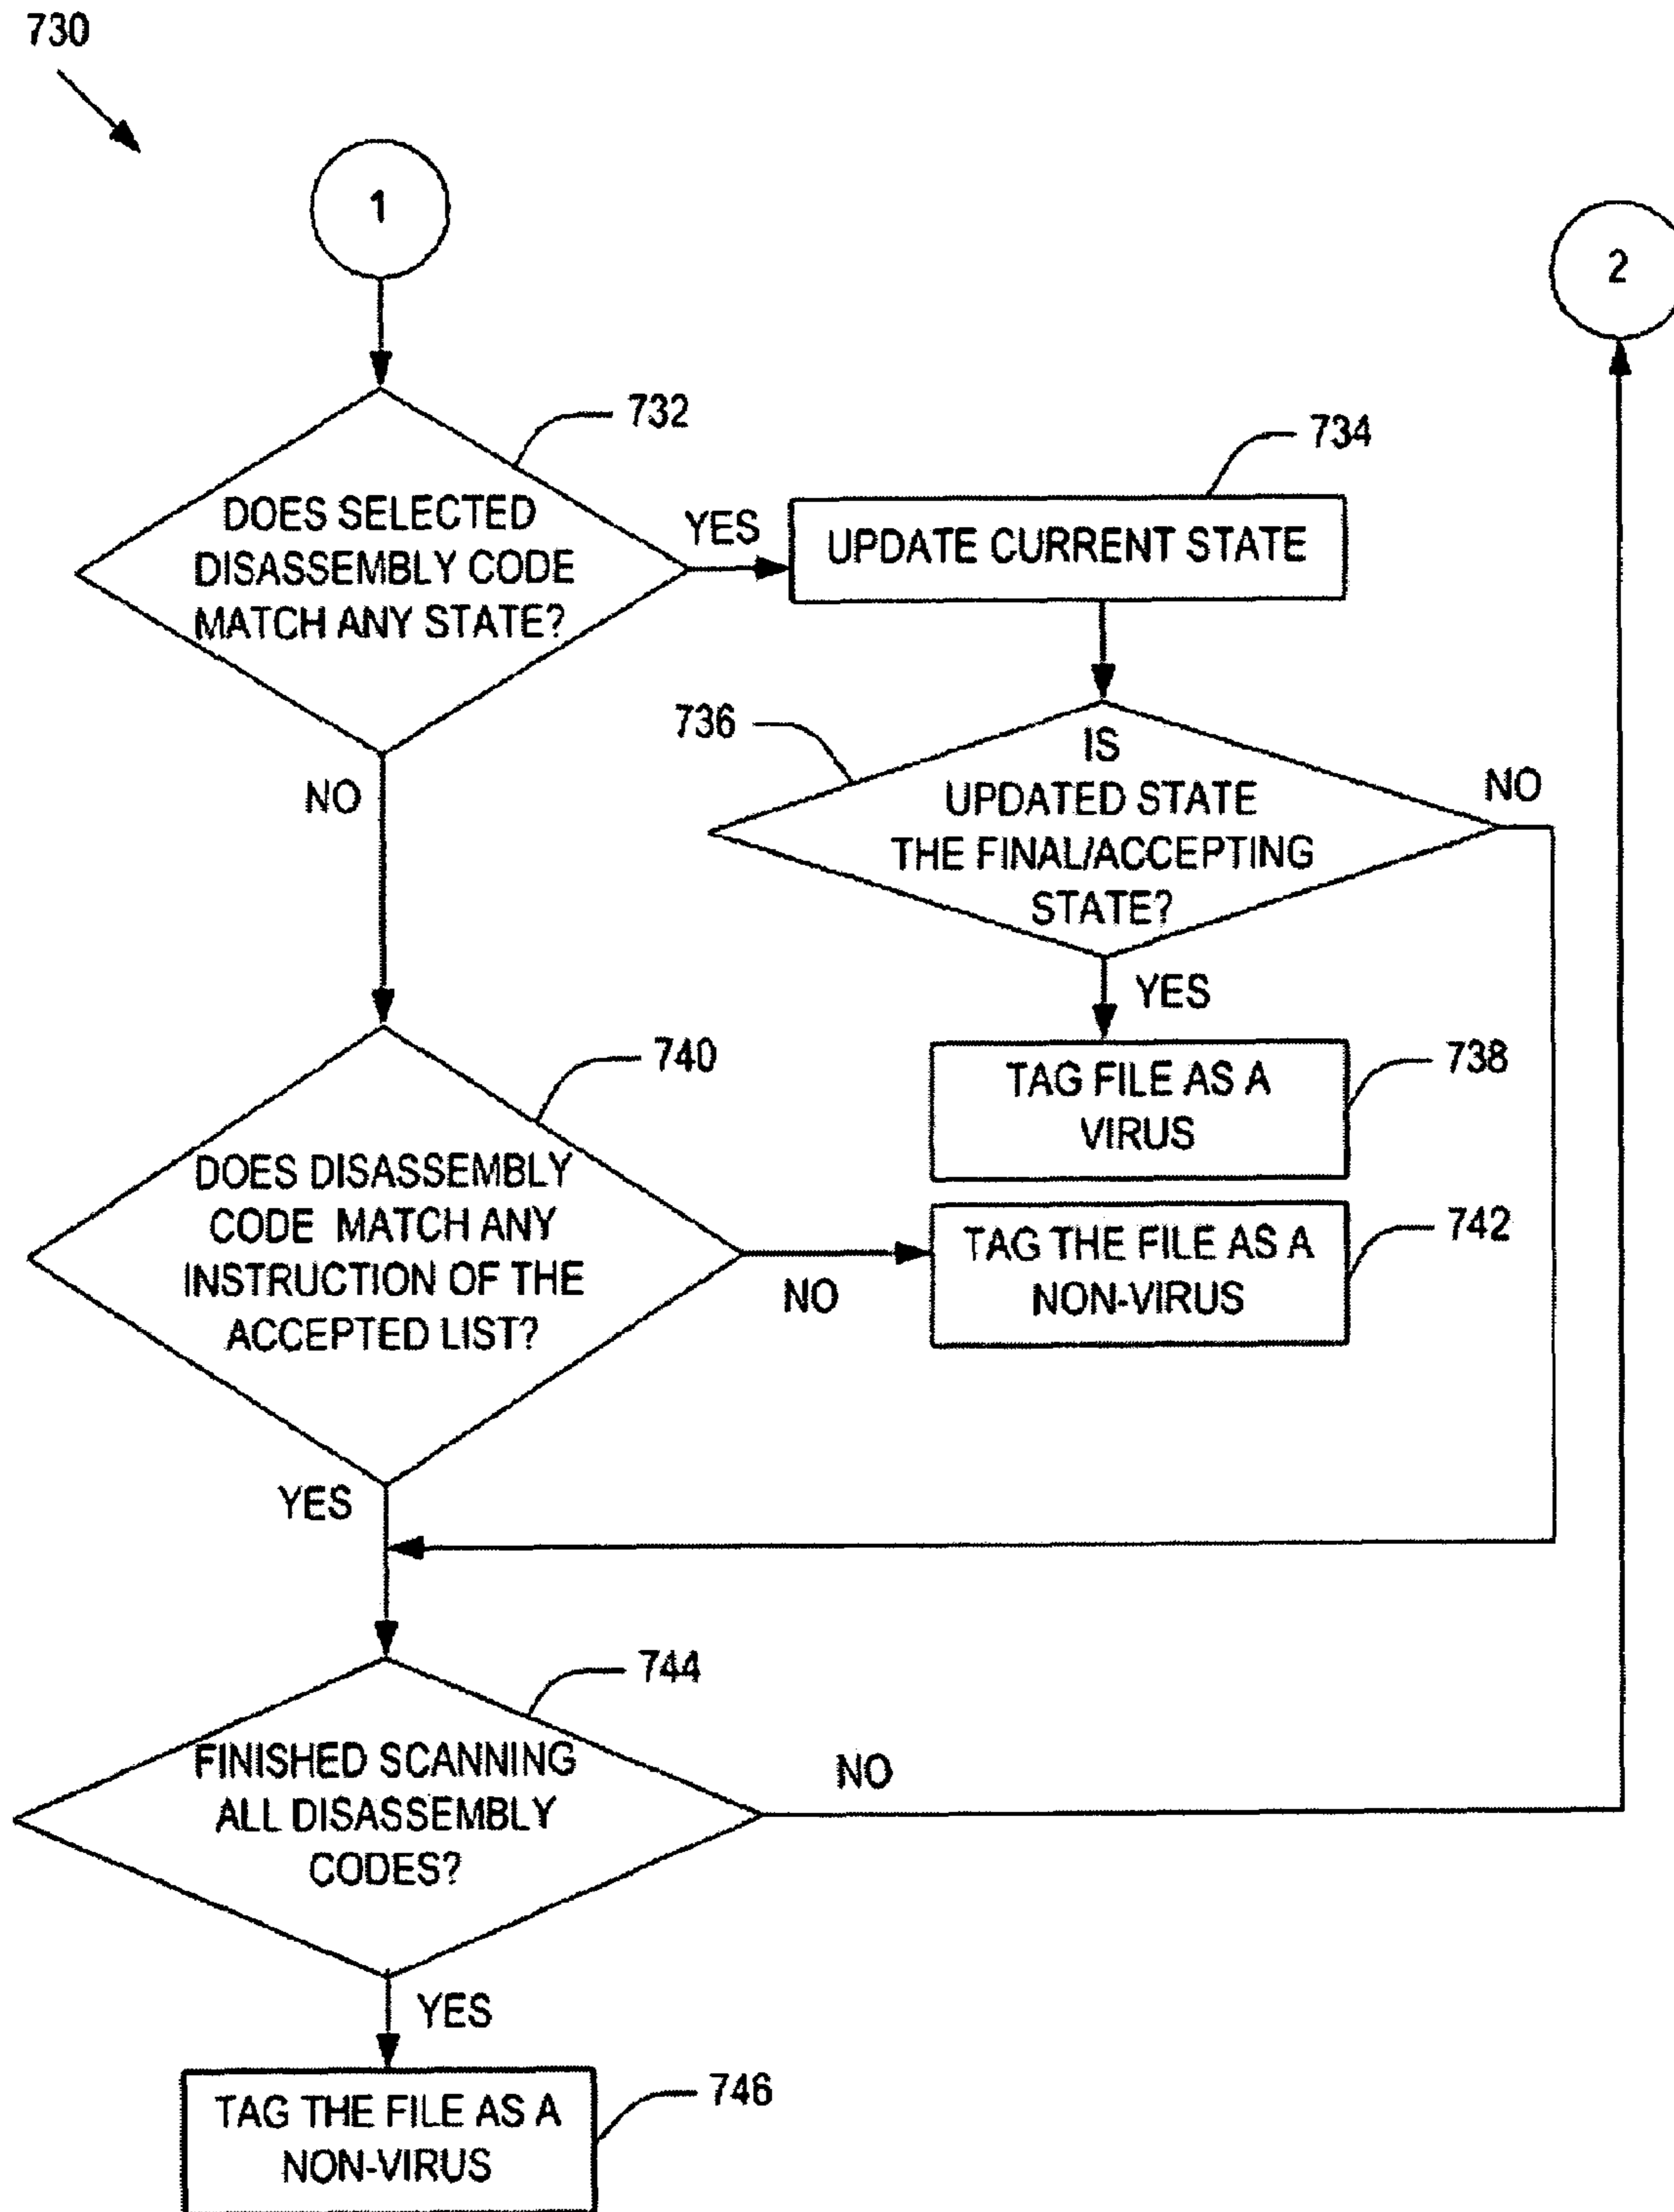 730
1
2
732
DOES SELECTED
DISASSEMBLY CODE
MATCH ANY STATE?
YES
734
UPDATE CURRENT STATE
NO
736
IS
UPDATED STATE
THE FINAL/ACCEPTING
STATE?
NO
YES
738
TAG FILE AS A
VIRUS
740
DOES DISASSEMBLY
CODE MATCH ANY
INSTRUCTION OF THE
ACCEPTED LIST?
NO
742
TAG THE FILE AS A
NON-VIRUS
YES
744
FINISHED SCANNING
ALL DISASSEMBLY
CODES?
NO
YES
746
TAG THE FILE AS A
NON-VIRUS